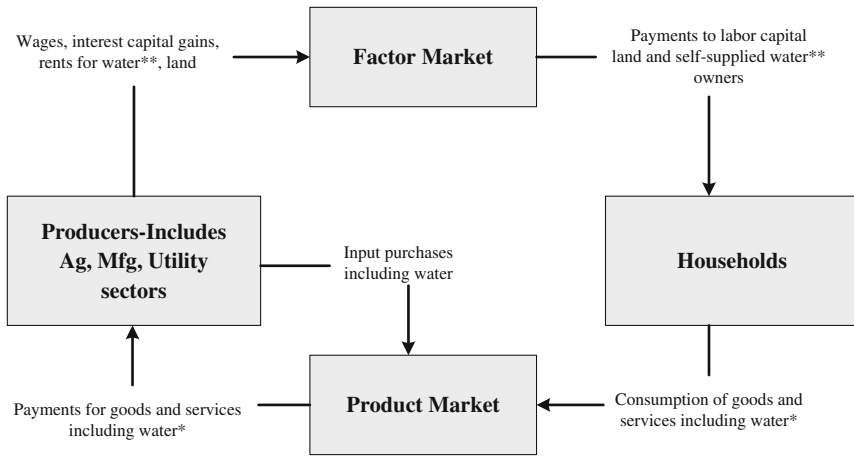 Wages, interest capital gains,
rents for water**, land
Factor Market
Payments to labor capital
land and self-supplied water**
owners
Producers-Includes
Ag, Mfg, Utility
sectors
Input purchases
including water
Households
Payments for goods and services
including water*
Product Market
Consumption of goods and
services including water*